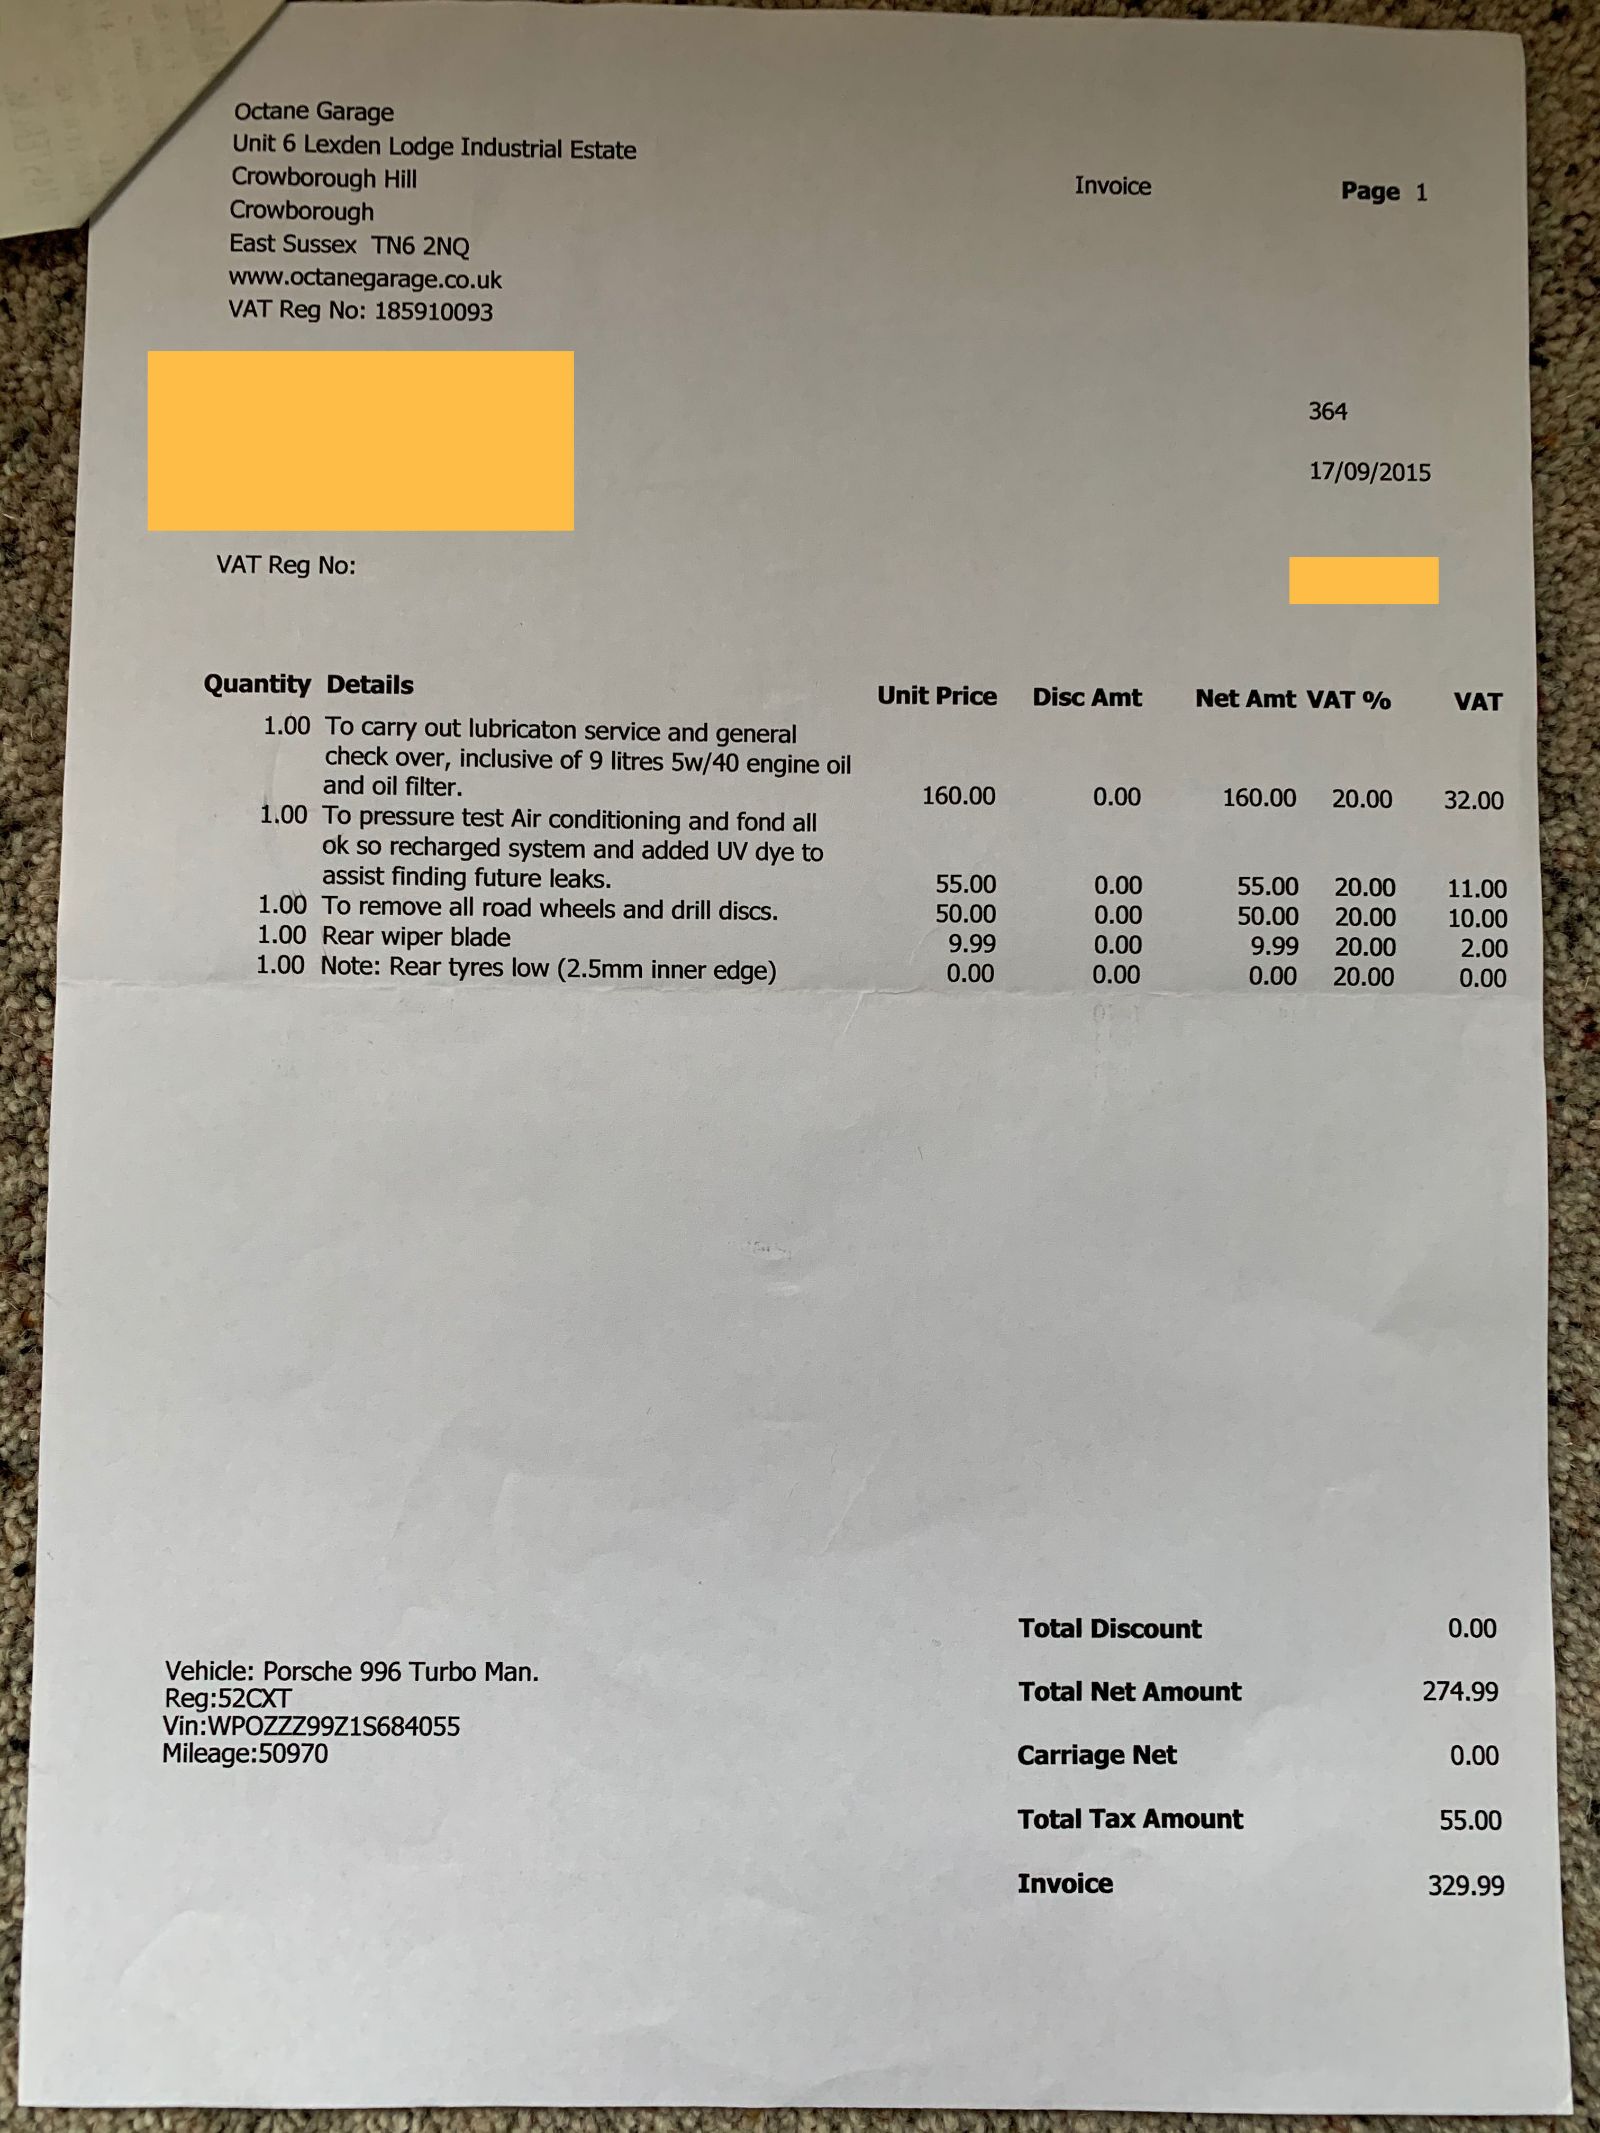 Octane Garage
Unit 6 Lexden Lodge Industrial Estate
Crowborough Hill
Crowborough
East Sussex TN6 2NQ
www.octanegarage.co.uk
VAT Reg No: 185910093
Invoice Page 1
364
17/09/2015
VAT Reg No:
Quantity Details Unit Price Disc Amt Net Amt VAT % VAT
1.00 To carry out lubricaton service and general
check over, inclusive of 9 litres 5w/40 engine oil
and oil filter. 160.00 0.00 160.00 20.00 32.00
1.00 To pressure test Air conditioning and fond all
ok so recharged system and added UV dye to
assist finding future leaks. 55.00 0.00 55.00 20.00 11.00
1.00 To remove all road wheels and drill discs. 50.00 0.00 50.00 20.00 10.00
1.00 Rear wiper blade 9.99 0.00 9.99 20.00 2.00
1.00 Note: Rear tyres low (2.5mm inner edge) 0.00 0.00 0.00 20.00 0.00
Vehicle: Porsche 996 Turbo Man.
Reg:52CXT
Vin:WPOZZZ99Z1S684055
Mileage:50970
Total Discount 0.00
Total Net Amount 274.99
Carriage Net 0.00
Total Tax Amount 55.00
Invoice 329.99